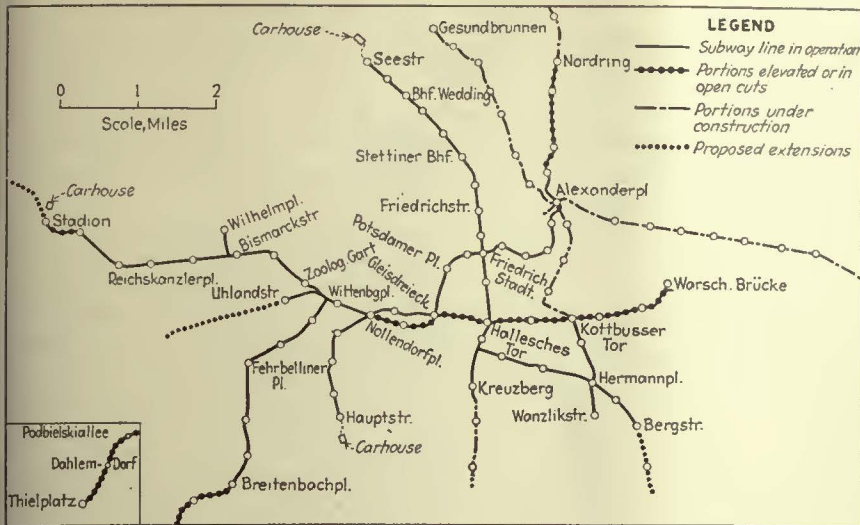 LEGEND
Subway line in operation
Portions elevated or in
open cuts
Portions under
construction
Proposed extensions
Carhouse
Gesundbrunnen
Seestr
Nordring
Bhf. Wedding
0 1 2
Scale, Miles
Stettiner Bhf.
Alexanderpl
Carhouse
Stadion
Wilhelmpl.
Bismarckstr
Friedrichstr.
Potsdamer Pl.
Reichskanzlerpl.
Zoolog. Gart
Gleisdreieck
Friedrich
Stadt.
Uhlandstr
Wittenbgpl.
Warsch. Brücke
Nollendorfpl.
Hallesches
Tor
Kottbusser
Tor
Fehrbelliner
Pl.
Kreuzberg
Hermannpl.
Hauptstr.
Wanzlikstr.
Bergstr.
Carhouse
Podbielskiallee
Dahlem-Dorf
Thielplatz
Breitenbachpl.